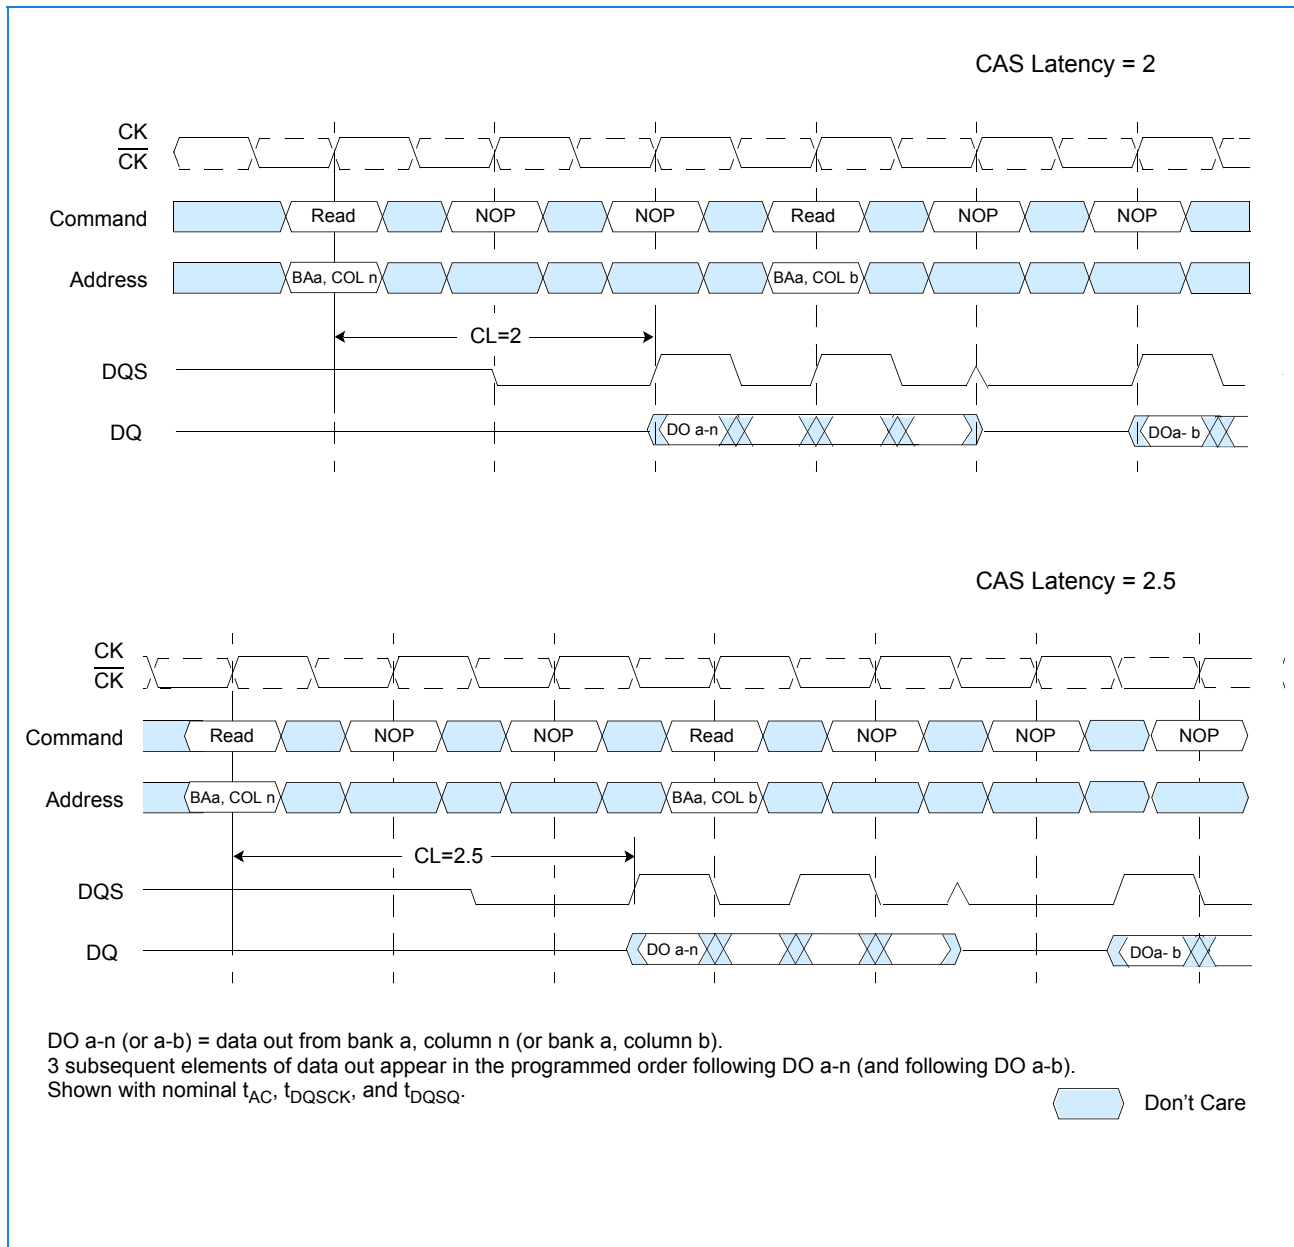 CAS Latency = 2
CK
CK
Command Read NOP NOP Read NOP NOP
Address BAa, COL n BAa, COL b
CL=2
DQS
DQ DO a-n DOa- b
CAS Latency = 2.5
CK
CK
Command Read NOP NOP Read NOP NOP NOP
Address BAa, COL n BAa, COL b
CL=2.5
DQS
DQ DO a-n DOa- b
DO a-n (or a-b) = data out from bank a, column n (or bank a, column b).
3 subsequent elements of data out appear in the programmed order following DO a-n (and following DO a-b).
Shown with nominal tAC, tDQSCK, and tDQSQ.
Don't Care